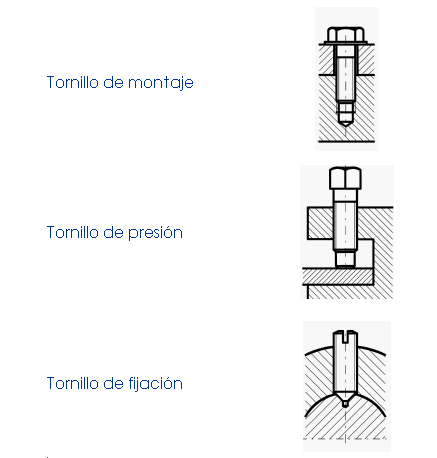 Tornillo de montaje
Tornillo de presión
Tornillo de fijación